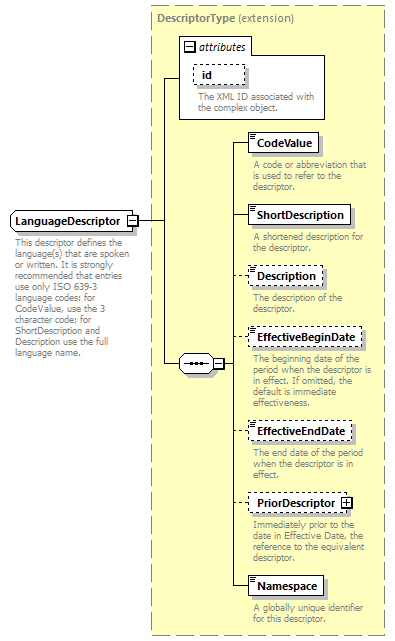 DescriptorType (extension)
attributes
id
The XML ID associated with
the complex object.
CodeValue
A code or abbreviation that
is used to refer to the
descriptor.
LanguageDescriptor
This descriptor defines the
language(s) that are spoken
or written. It is strongly
recommended that entries
use only ISO 639-3
language codes: for
CodeValue, use the 3
character code; for
ShortDescription and
Description use the full
language name.
ShortDescription
A shortened description for
the descriptor.
Description
The description of the
descriptor.
EffectiveBeginDate
The beginning date of the
period when the descriptor is
in effect. If omitted, the
default is immediate
effectiveness.
EffectiveEndDate
The end date of the period
when the descriptor is in
effect.
PriorDescriptor
Immediately prior to the
date in Effective Date, the
reference to the equivalent
descriptor.
Namespace
A globally unique identifier
for this descriptor.